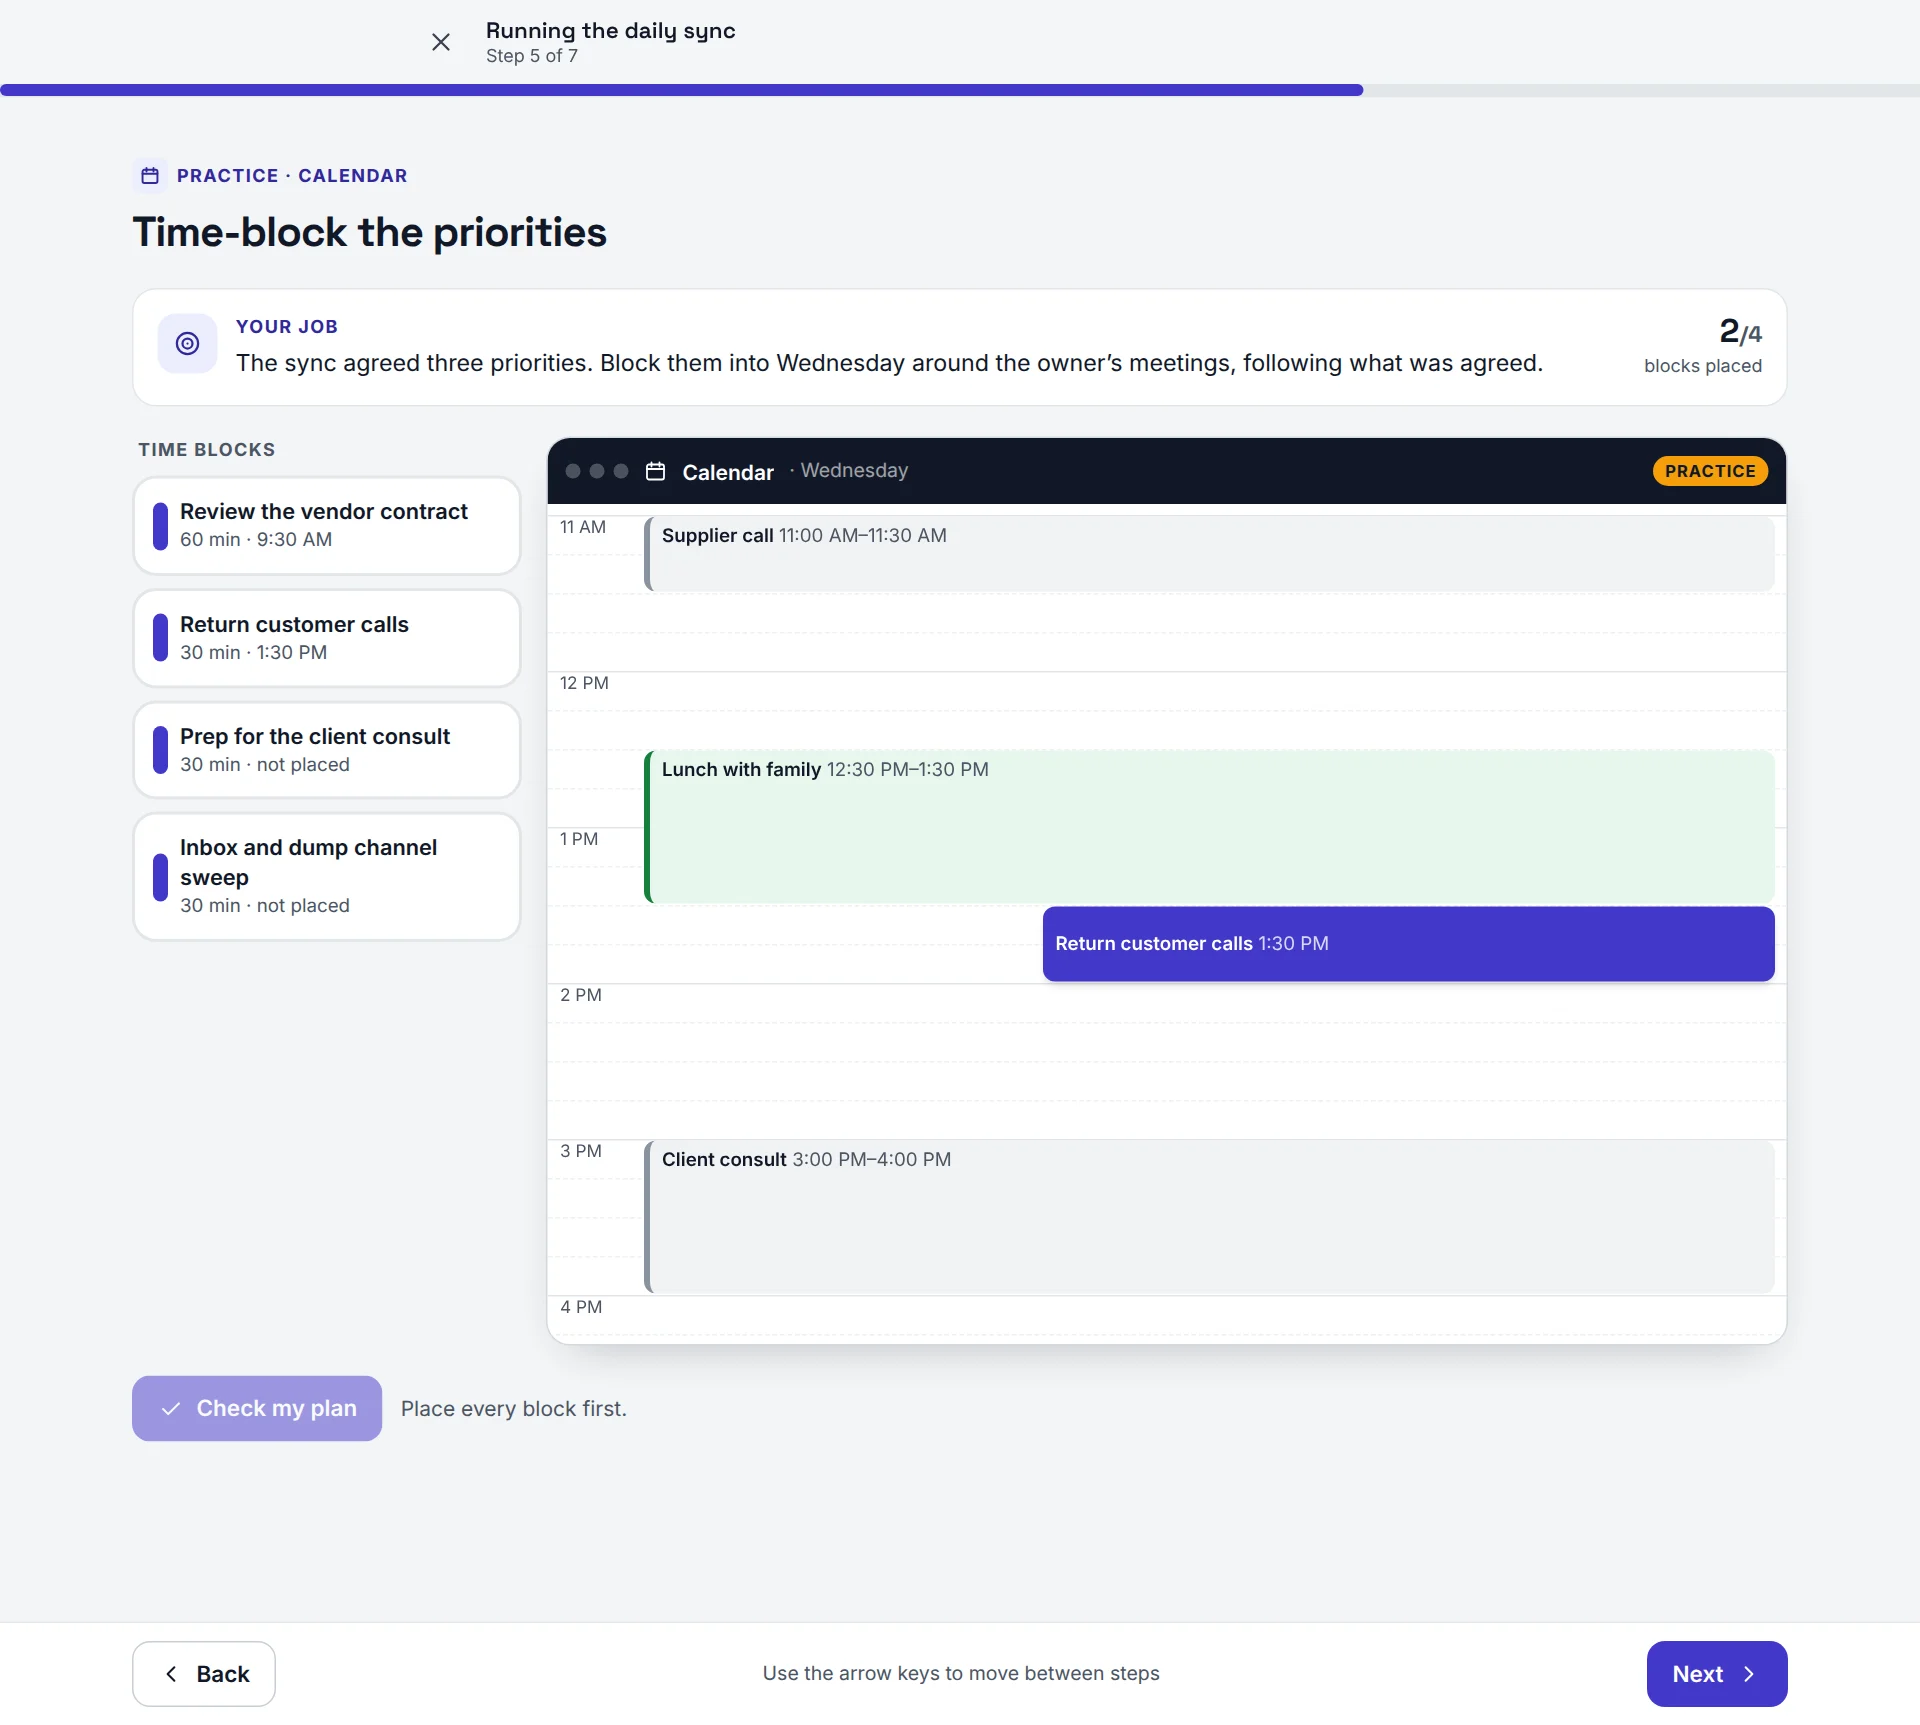 Running the daily sync
Step 5 of 7
PRACTICE · CALENDAR
Time-block the priorities
YOUR JOB
The sync agreed three priorities. Block them into Wednesday around the owner’s meetings, following what was agreed.
2/4
blocks placed
TIME BLOCKS
Review the vendor contract
60 min · 9:30 AM
Return customer calls
30 min · 1:30 PM
Prep for the client consult
30 min · not placed
Inbox and dump channel
sweep
30 min · not placed
Calendar · Wednesday
PRACTICE
11 AM
Supplier call 11:00 AM–11:30 AM
12 PM
Lunch with family 12:30 PM–1:30 PM
1 PM
Return customer calls 1:30 PM
2 PM
3 PM
Client consult 3:00 PM–4:00 PM
4 PM
Check my plan
Place every block first.
Back
Use the arrow keys to move between steps
Next